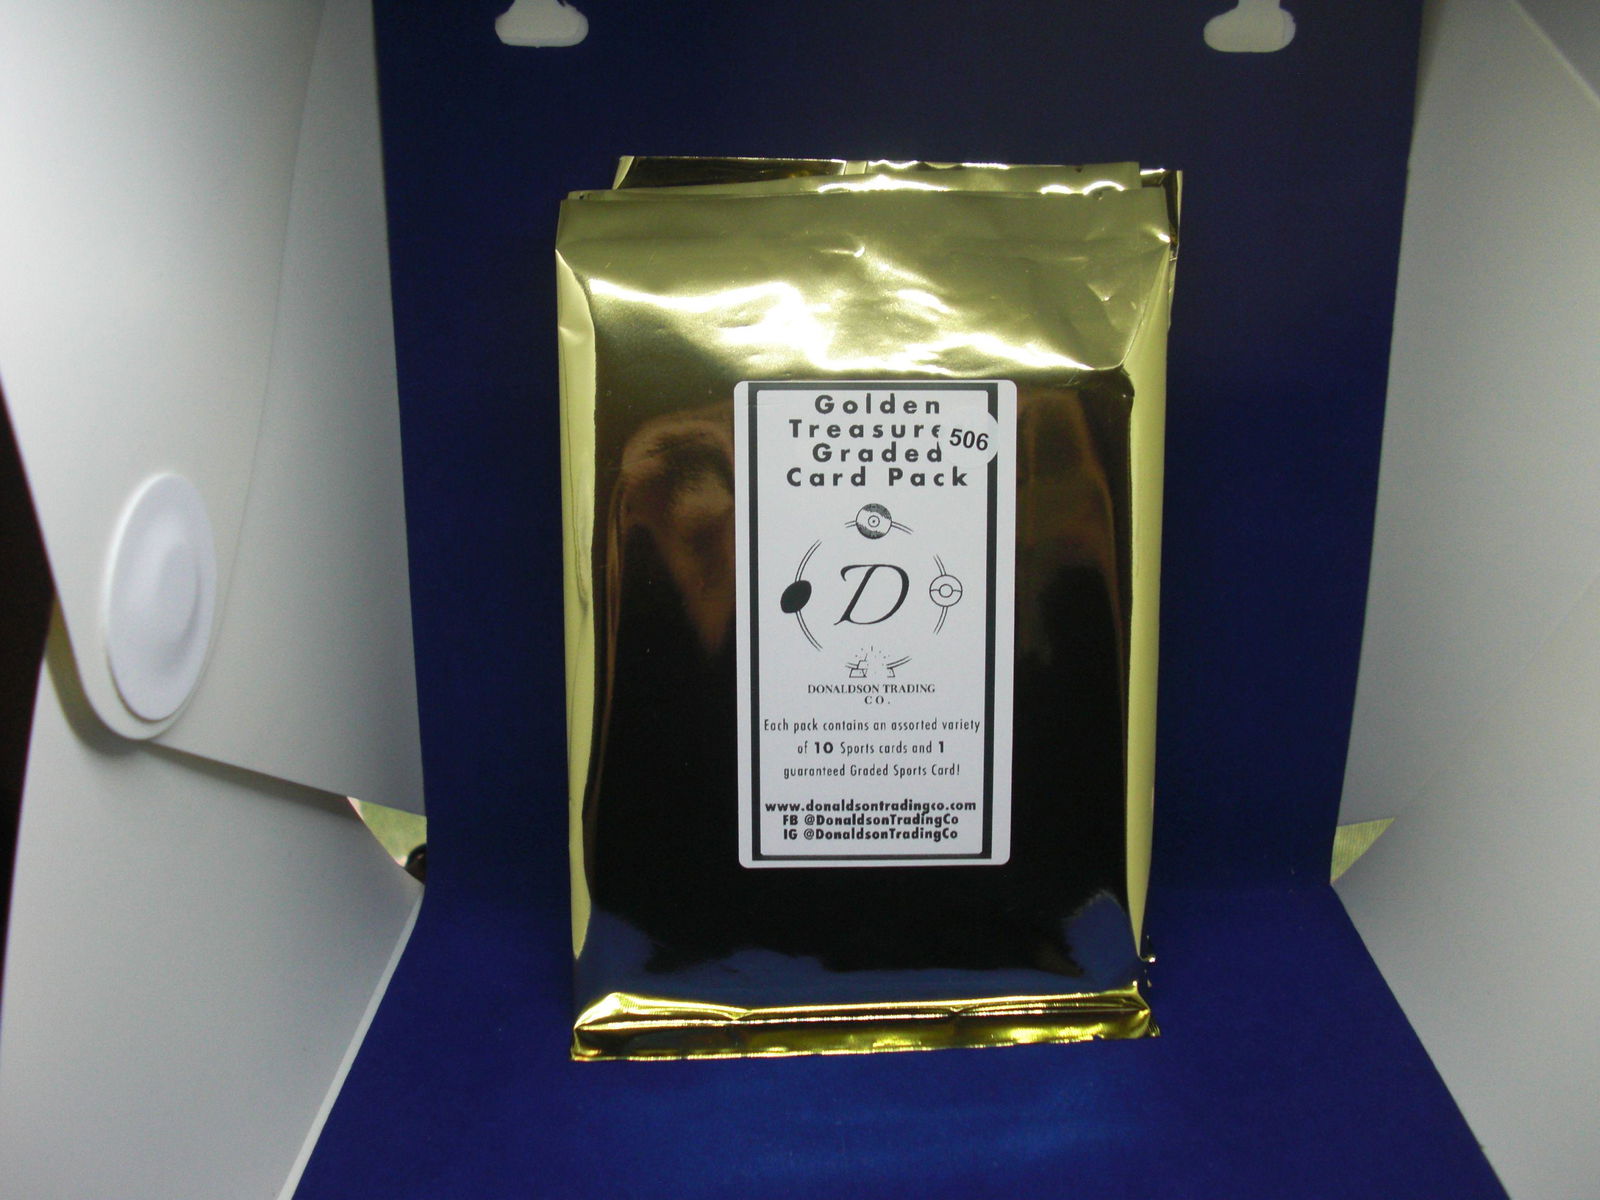 Golden
Treasure
506
Graded
Card Pack
D
DONALDSON TRADING
CO.
Each pack contains an assorted variety
of 10 Sports cards and 1
guaranteed Graded Sports Card!
www.donaldsontradingco.com
FB @DonaldsonTradingCo
IG @DonaldsonTradingCo